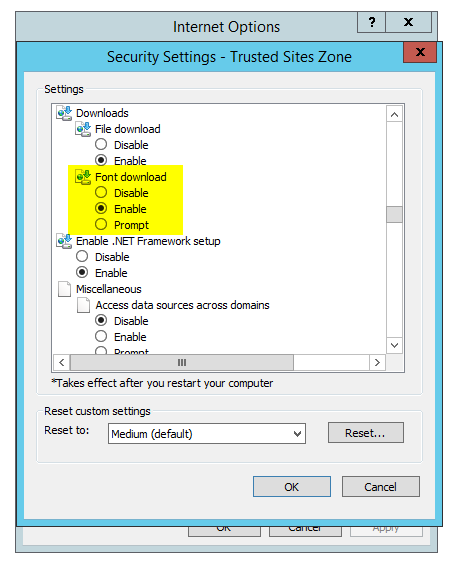 Internet Options
?
X
Security Settings - Trusted Sites Zone
X
Settings
Downloads
File download
Disable
Enable
Font download
Disable
Enable
Prompt
Enable .NET Framework setup
Disable
Enable
Miscellaneous
Access data sources across domains
Disable
Enable
Prompt
*Takes effect after you restart your computer
Reset custom settings
Reset to:
Medium (default)
Reset...
OK
Cancel
OK
Cancel
Apply